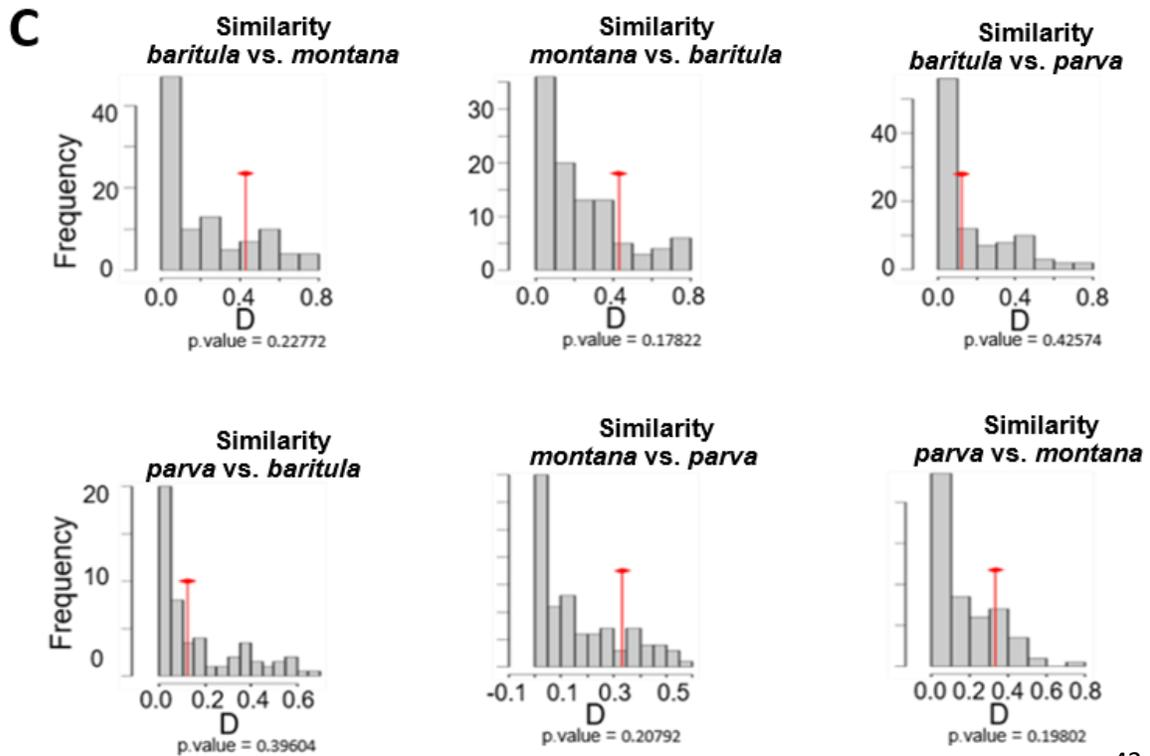 C
Similarity
baritula vs. montana
Similarity
montana vs. baritula
Similarity
baritula vs. parva
Frequency
40
20
0
0.0 0.4 0.8
D
p.value = 0.22772
30
20
10
0
0.0 0.4 0.8
D
p.value = 0.17822
40
20
0
0.0 0.4 0.8
D
p.value = 0.42574
Similarity
parva vs. baritula
Similarity
montana vs. parva
Similarity
parva vs. montana
Frequency
20
10
0
0.0 0.2 0.4 0.6
D
p.value = 0.39604
-0.1 0.1 0.3 0.5
D
p.value = 0.20792
0.0 0.2 0.4 0.6 0.8
D
p.value = 0.19802